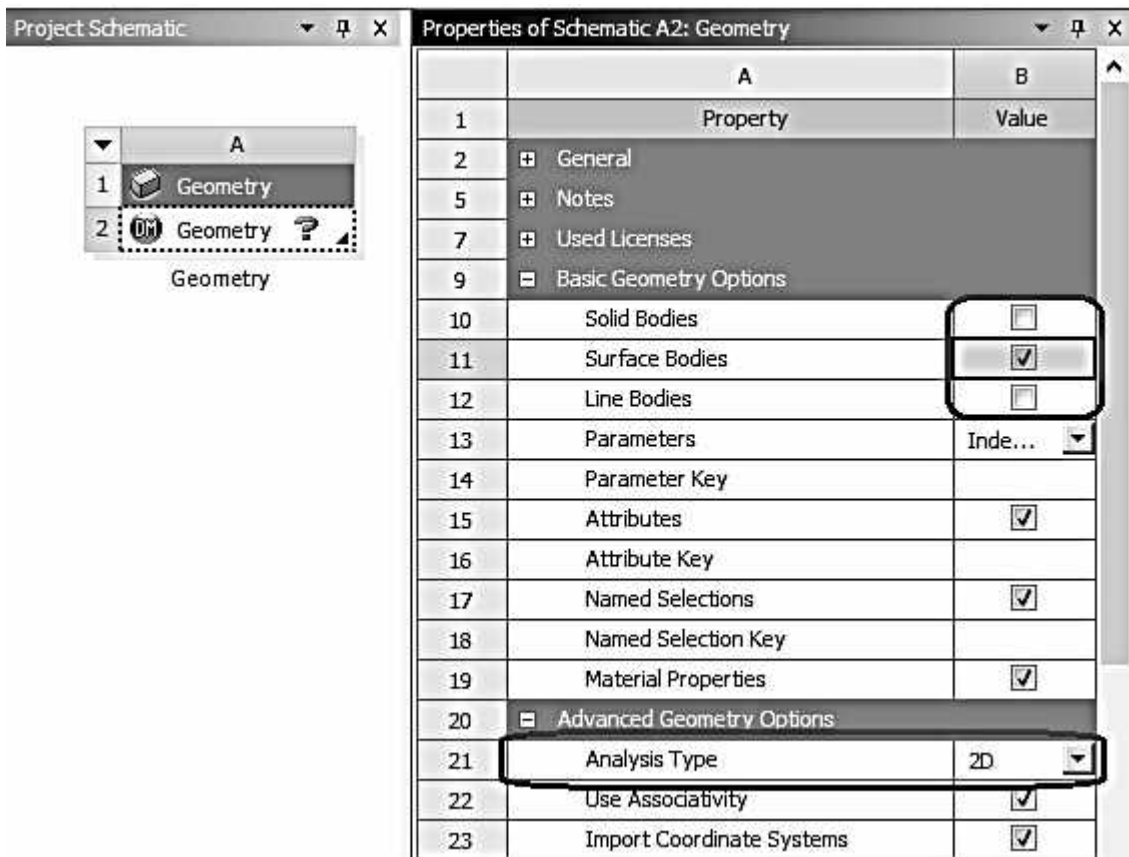 Project Schematic
A
1 Geometry
2 DM Geometry ?
Geometry
Properties of Schematic A2: Geometry
A B
1 Property Value
2 General
5 Notes
7 Used Licenses
9 Basic Geometry Options
10 Solid Bodies
11 Surface Bodies
12 Line Bodies
13 Parameters Inde...
14 Parameter Key
15 Attributes
16 Attribute Key
17 Named Selections
18 Named Selection Key
19 Material Properties
20 Advanced Geometry Options
21 Analysis Type 2D
22 Use Associativity
23 Import Coordinate Systems